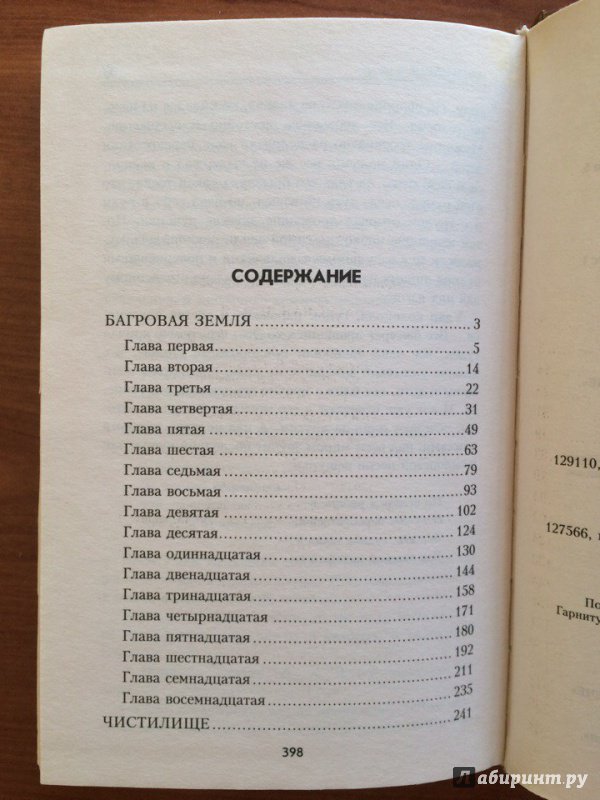 СОДЕРЖАНИЕ
БАГРОВАЯ ЗЕМЛЯ 3
Глава первая 5
Глава вторая 14
Глава третья 22
Глава четвертая 31
Глава пятая 49
Глава шестая 63
Глава седьмая 79
Глава восьмая 93
Глава девятая 102
Глава десятая 124
Глава одиннадцатая 130
Глава двенадцатая 144
Глава тринадцатая 158
Глава четырнадцатая 171
Глава пятнадцатая 180
Глава шестнадцатая 192
Глава семнадцатая 211
Глава восемнадцатая 235
ЧИСТИЛИЩЕ 241
398
129110,
127566,
По
Гарниту
Лабиринт.ру